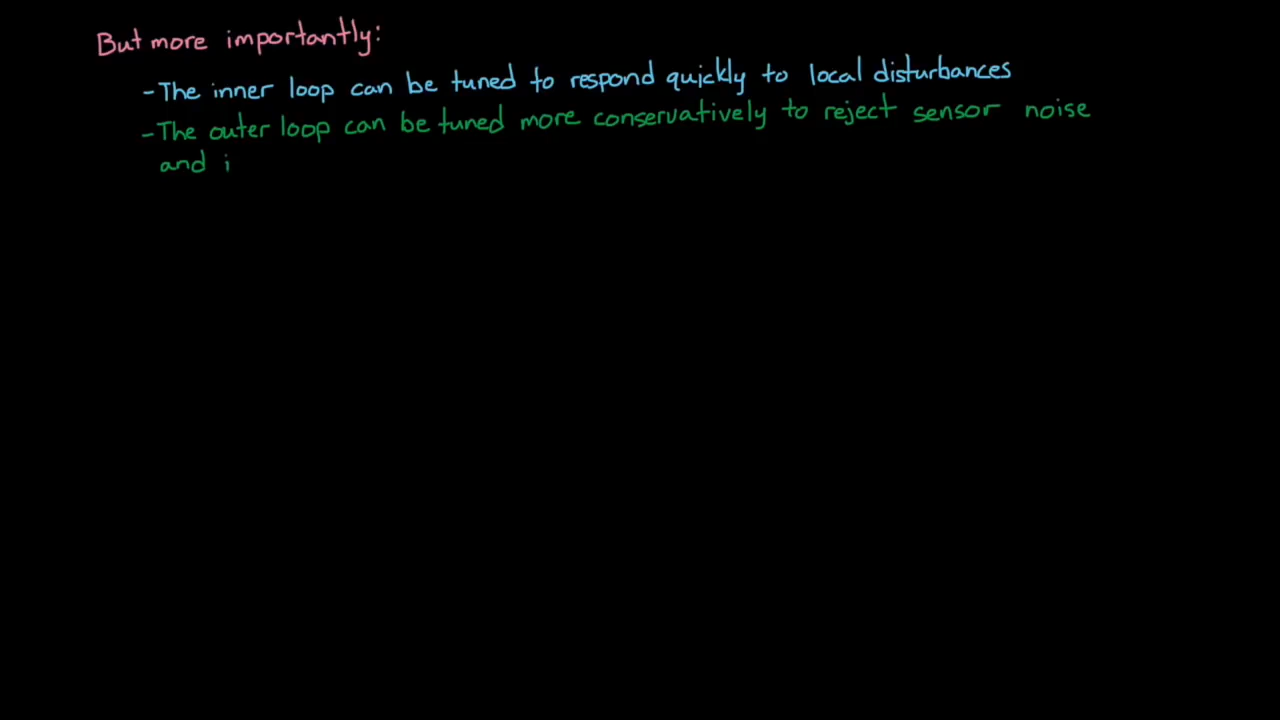 But more importantly:
-The inner loop can be tuned to respond quickly to local disturbances
-The outer loop can be tuned more conservatively to reject sensor noise
and i